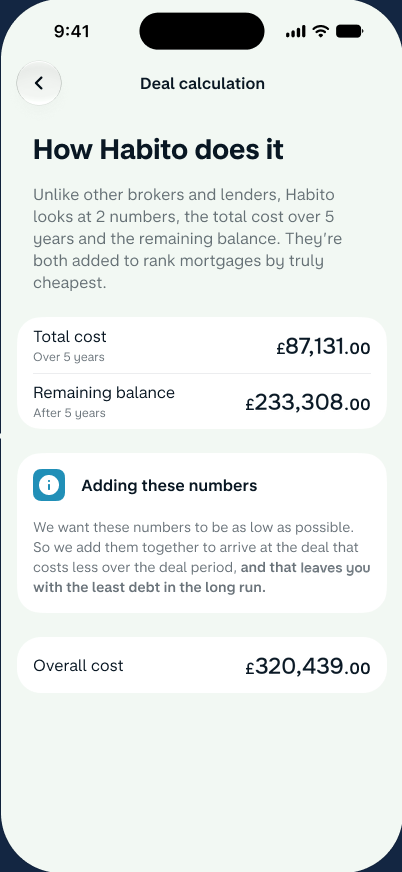 9:41
Deal calculation
How Habito does it
Unlike other brokers and lenders, Habito
looks at 2 numbers, the total cost over 5
years and the remaining balance. They're
both added to rank mortgages by truly
cheapest.
Total cost
Over 5 years
£87,131.00
Remaining balance
After 5 years
£233,308.00
Adding these numbers
We want these numbers to be as low as possible.
So we add them together to arrive at the deal that
costs less over the deal period, and that leaves you
with the least debt in the long run.
Overall cost
£320,439.00